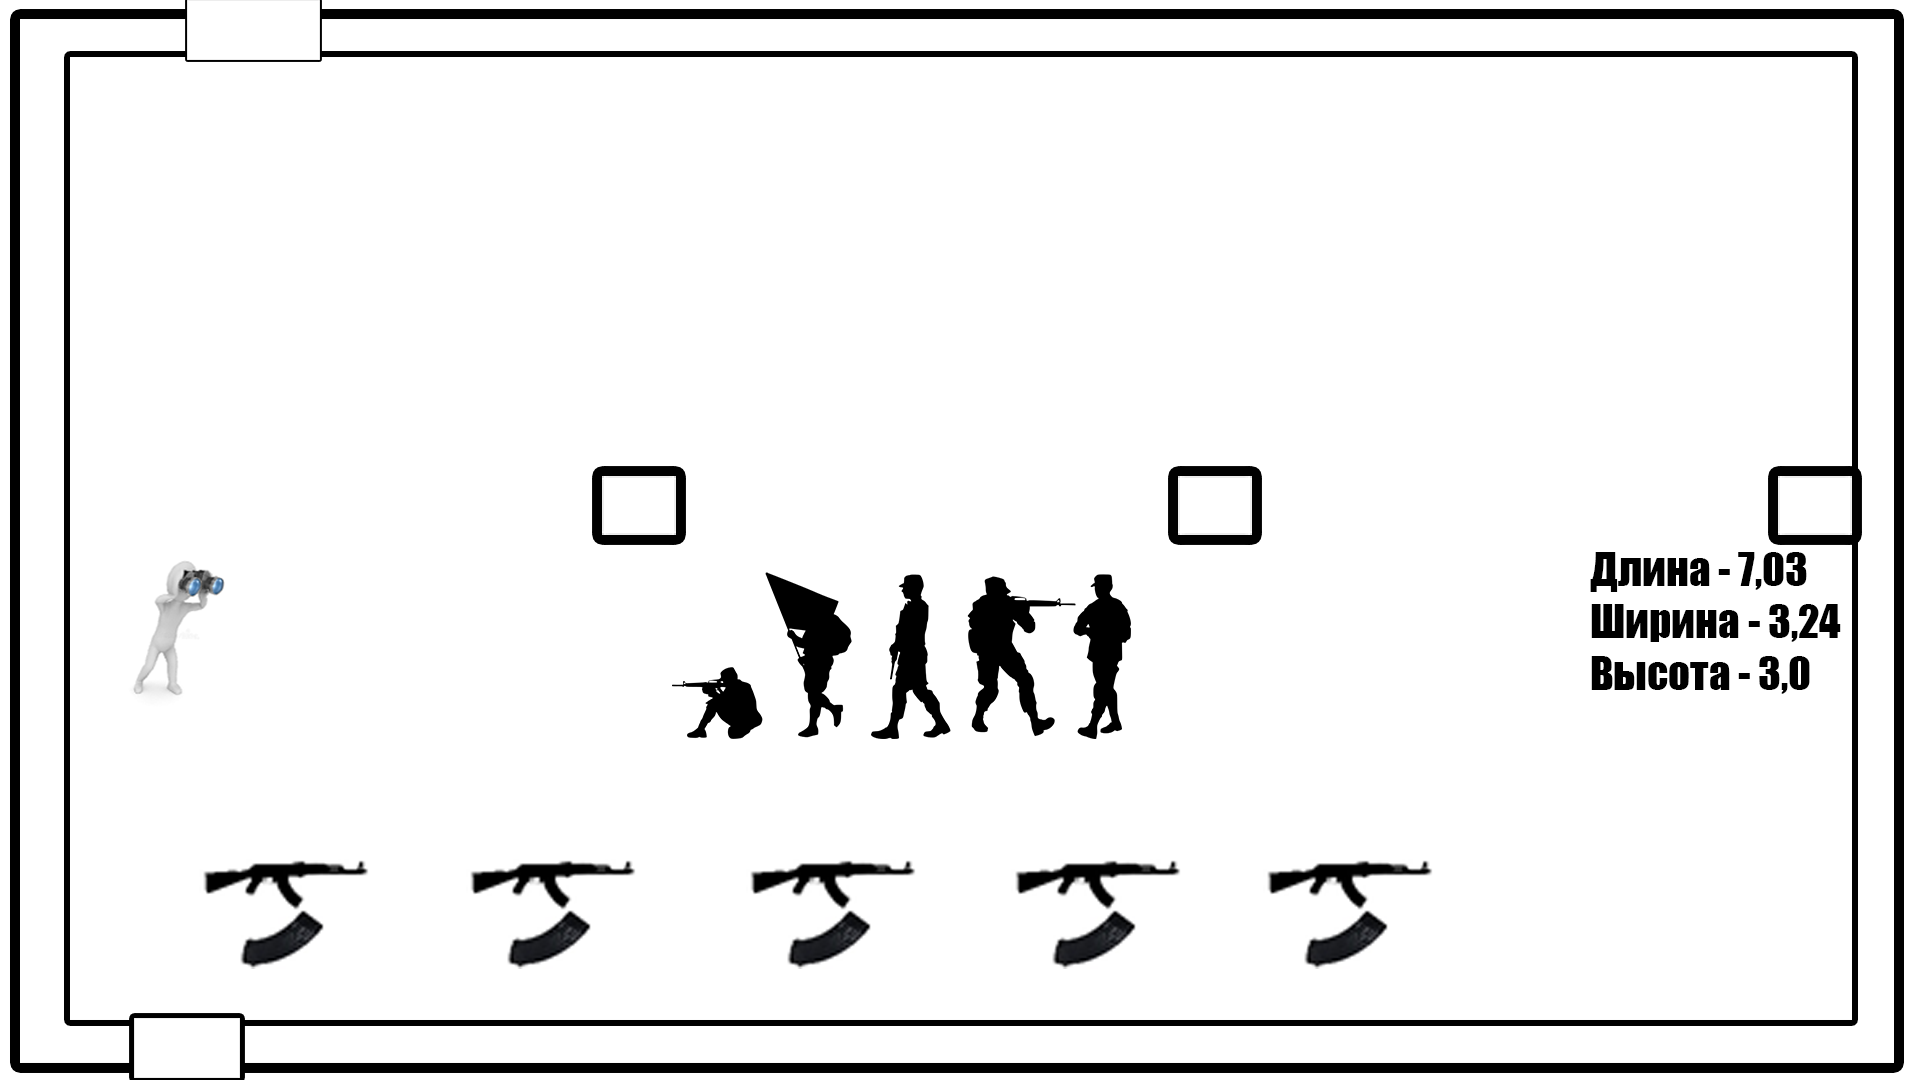 Длина - 7,03
Ширина - 3,24
Высота - 3,0